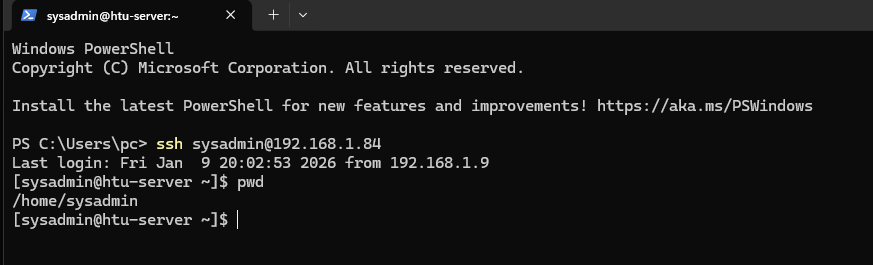 sysadmin@htu-server:~
Windows PowerShell
Copyright (C) Microsoft Corporation. All rights reserved.
Install the latest PowerShell for new features and improvements! https://aka.ms/PSWindows
PS C:\Users\pc> ssh sysadmin@192.168.1.84
Last login: Fri Jan  9 20:02:53 2026 from 192.168.1.9
[sysadmin@htu-server ~]$ pwd
/home/sysadmin
[sysadmin@htu-server ~]$